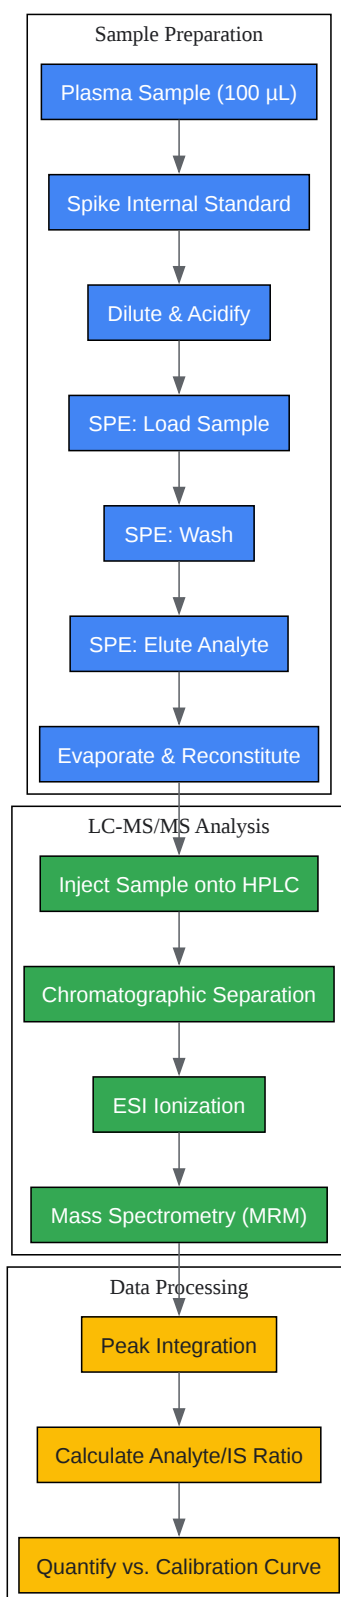 Sample Preparation
Plasma Sample (100 µL)
Spike Internal Standard
Dilute & Acidify
SPE: Load Sample
SPE: Wash
SPE: Elute Analyte
Evaporate & Reconstitute
LC-MS/MS Analysis
Inject Sample onto HPLC
Chromatographic Separation
ESI Ionization
Mass Spectrometry (MRM)
Data Processing
Peak Integration
Calculate Analyte/IS Ratio
Quantify vs. Calibration Curve